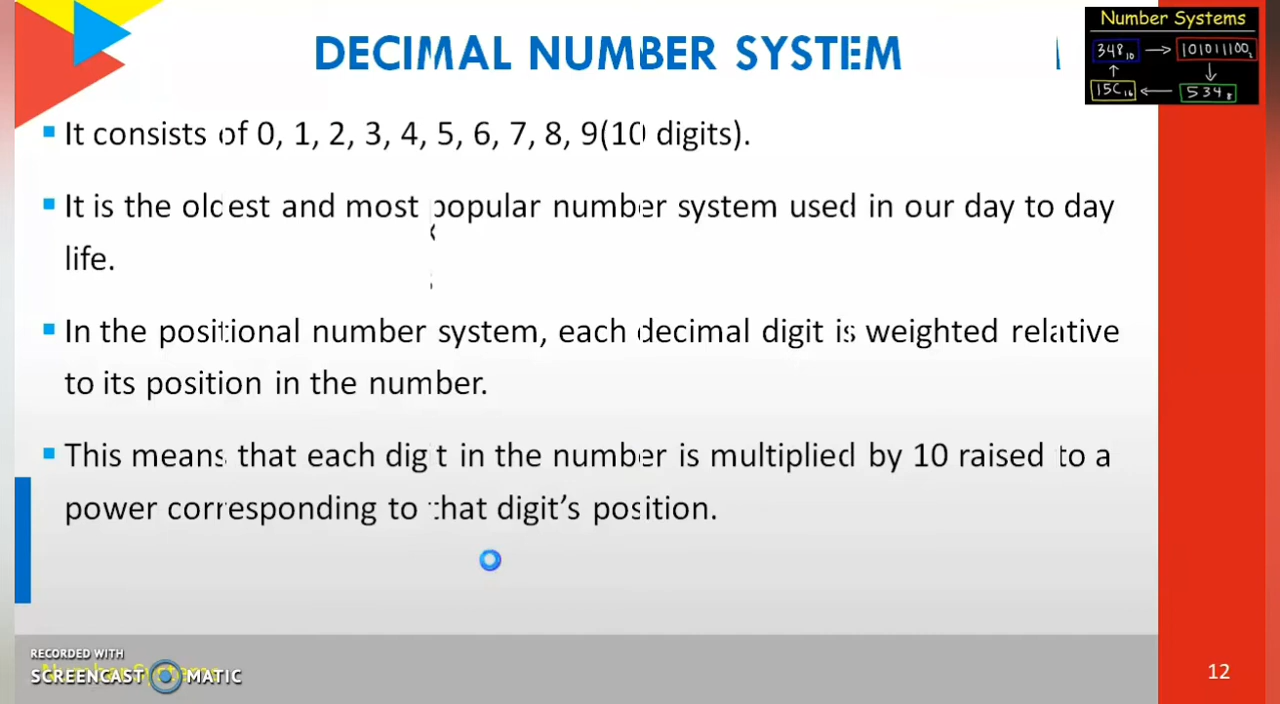 DECIMAL NUMBER SYSTEM
Number Systems
348₁₀ → 101011100₂
↑ ↓
15C₁₆ ← 534₈
It consists of 0, 1, 2, 3, 4, 5, 6, 7, 8, 9(10 digits).
It is the oldest and most popular number system used in our day to day
life.
In the positional number system, each decimal digit is weighted relative
to its position in the number.
This means that each digit in the number is multiplied by 10 raised to a
power corresponding to that digit's position.
RECORDED WITH
SCREENCAST MATIC
Number Systems
12